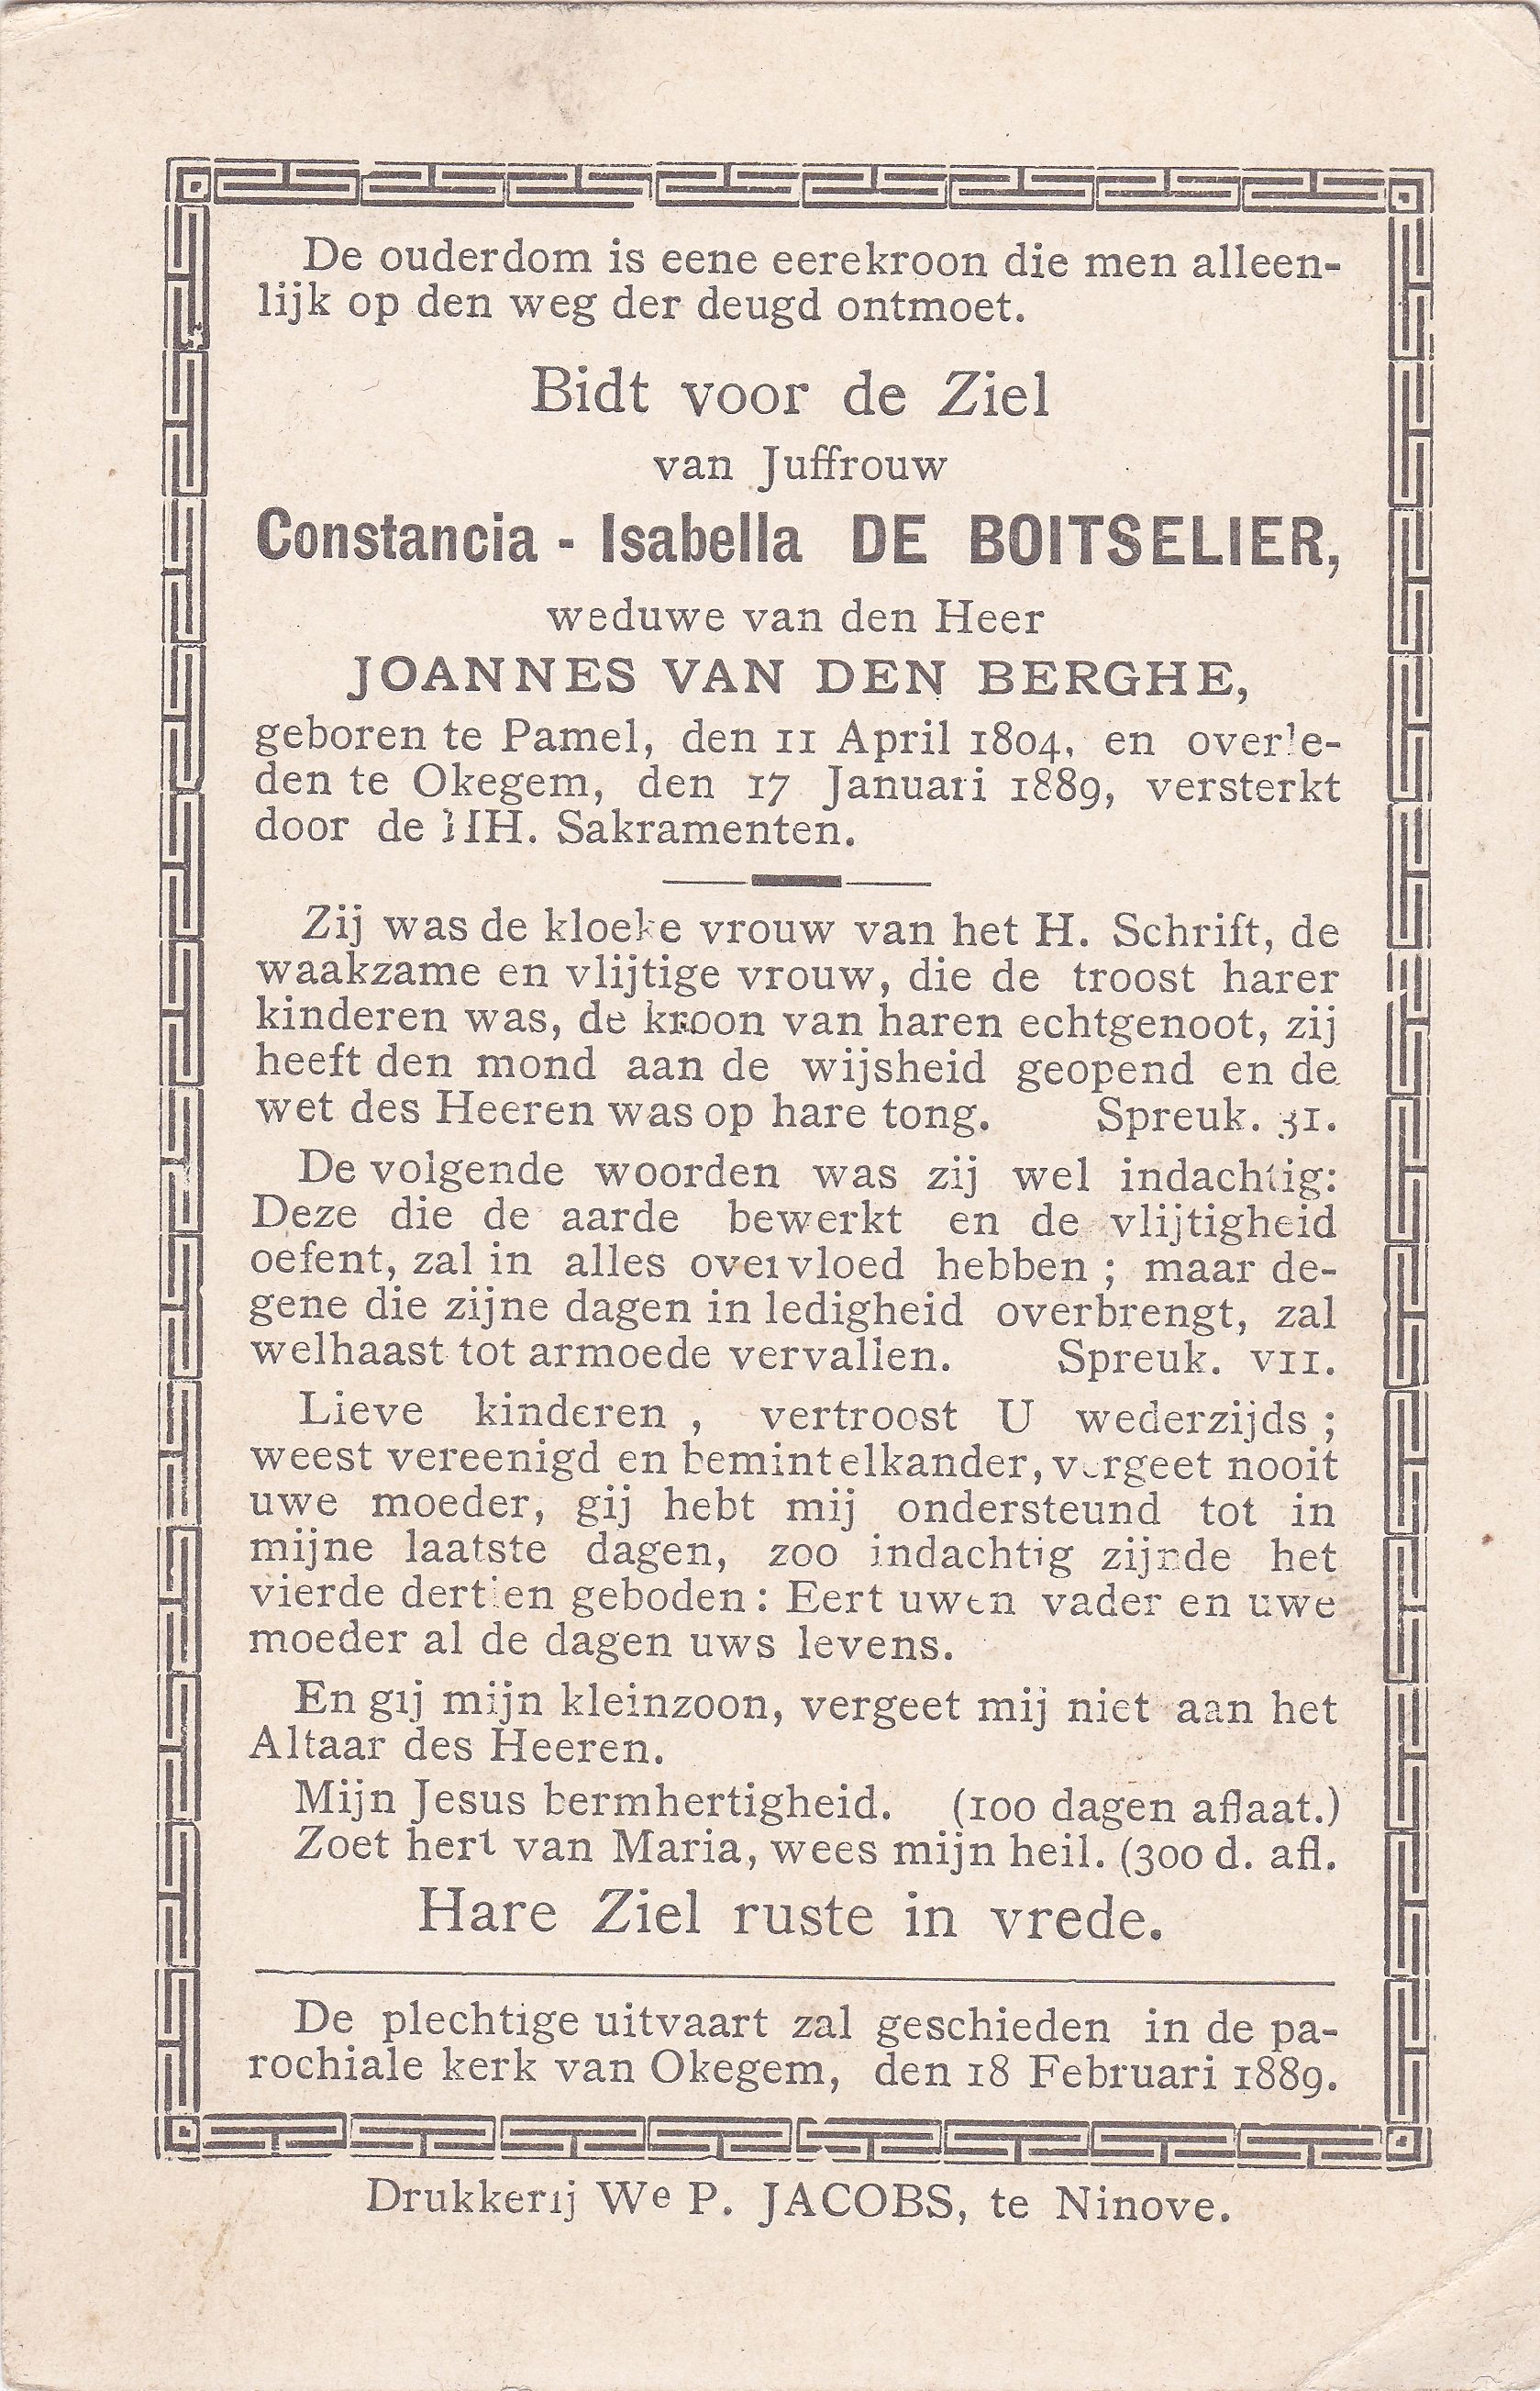 De ouderdom is eene eerekroon die men alleen-
lijk op den weg der deugd ontmoet.
Bidt voor de Ziel
van Juffrouw
Constancia - Isabella DE BOITSELIER,
weduwe van den Heer
JOANNES VAN DEN BERGHE,
geboren te Pamel, den 11 April 1804, en overle-
den te Okegem, den 17 Januari 1889, versterkt
door de HH. Sakramenten.
Zij was de kloeke vrouw van het H. Schrift, de
waakzame en vlijtige vrouw, die de troost harer
kinderen was, de kroon van haren echtgenoot, zij
heeft den mond aan de wijsheid geopend en de
wet des Heeren was op hare tong. Spreuk. 31.
De volgende woorden was zij wel indachtig:
Deze die de aarde bewerkt en de vlijtigheid
oefent, zal in alles overvloed hebben ; maar de-
gene die zijne dagen in ledigheid overbrengt, zal
welhaast tot armoede vervallen. Spreuk. VII.
Lieve kinderen , vertroost U wederzijds ;
weest vereenigd en bemint elkander, vergeet nooit
uwe moeder, gij hebt mij ondersteund tot in
mijne laatste dagen, zoo indachtig zijnde het
vierde dertien geboden : Eert uwen vader en uwe
moeder al de dagen uws levens.
En gij mijn kleinzoon, vergeet mij niet aan het
Altaar des Heeren.
Mijn Jesus bermhertigheid. (100 dagen aflaat.)
Zoet hert van Maria, wees mijn heil. (300 d. afl.
Hare Ziel ruste in vrede.
De plechtige uitvaart zal geschieden in de pa-
rochiale kerk van Okegem, den 18 Februari 1889.
Drukkerij We P. JACOBS, te Ninove.